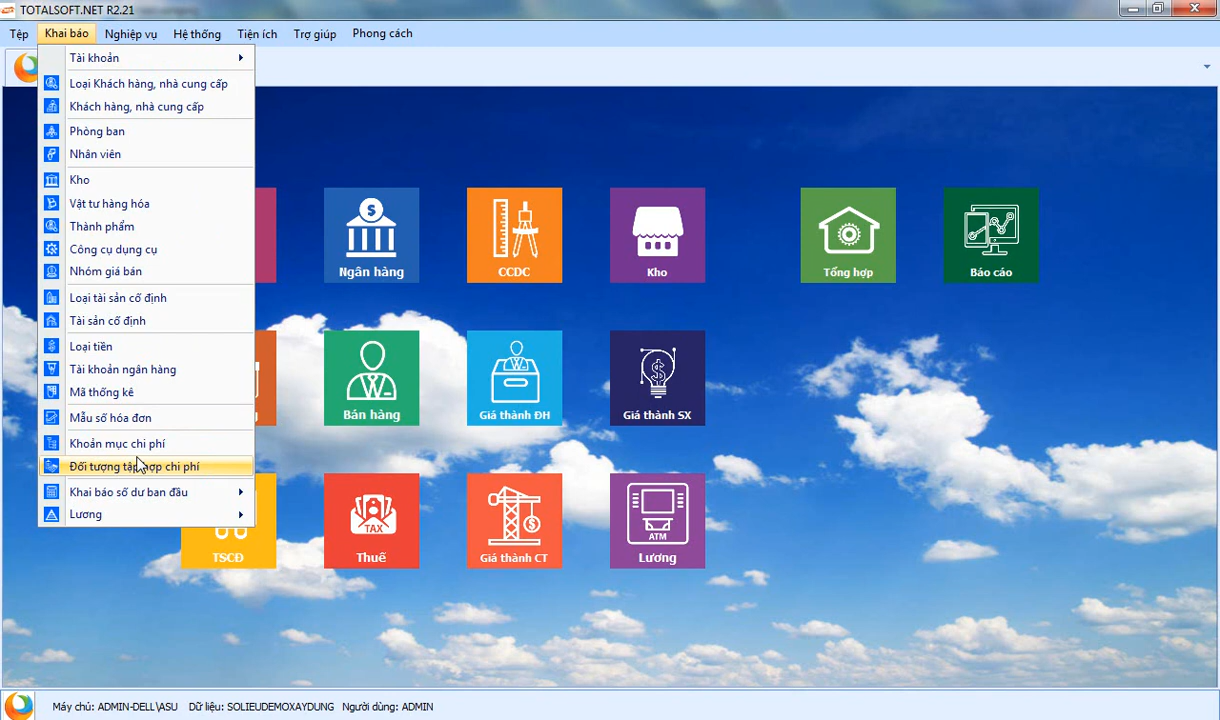 TOTALSOFT.NET R2.21
Tệp Khai báo Nghiệp vụ Hệ thống Tiện ích Trợ giúp Phong cách
Tài khoản
Loại Khách hàng, nhà cung cấp
Khách hàng, nhà cung cấp
Phòng ban
Nhân viên
Kho
Vật tư hàng hóa
Thành phẩm
Công cụ dụng cụ
Nhóm giá bán
Loại tài sản cố định
Tài sản cố định
Loại tiền
Tài khoản ngân hàng
Mã thống kê
Mẫu số hóa đơn
Khoản mục chi phí
Đối tượng tập hợp chi phí
Khai báo số dư ban đầu
Lương
$
Ngân hàng
CCDC
Kho
Tổng hợp
Báo cáo
Bán hàng
Giá thành ĐH
$
Giá thành SX
TSCĐ
TAX
Thuế
$
Giá thành CT
ATM
Lương
Máy chủ: ADMIN-DELL\ASU Dữ liệu: SOLIEUDEMOXAYDUNG Người dùng: ADMIN